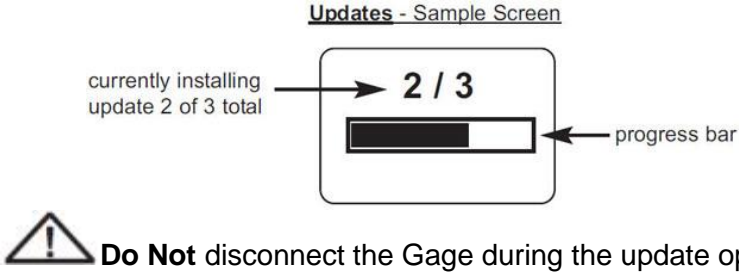 Updates - Sample Screen
currently installing
update 2 of 3 total
2 / 3
progress bar
Do Not disconnect the Gage during the update